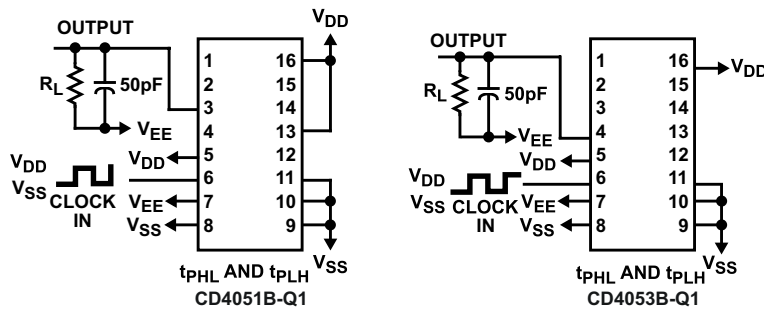 V_DD
OUTPUT
R_L
50pF
V_EE
V_DD
V_DD
V_SS
CLOCK
IN
V_EE
V_SS
1
2
3
4
5
6
7
8
16
15
14
13
12
11
10
9
V_SS
t_PHL AND t_PLH
CD4051B-Q1
OUTPUT
R_L
50pF
V_EE
V_DD
V_DD
V_SS
CLOCK
IN
V_EE
V_SS
1
2
3
4
5
6
7
8
16
15
14
13
12
11
10
9
V_DD
V_SS
t_PHL AND t_PLH
CD4053B-Q1